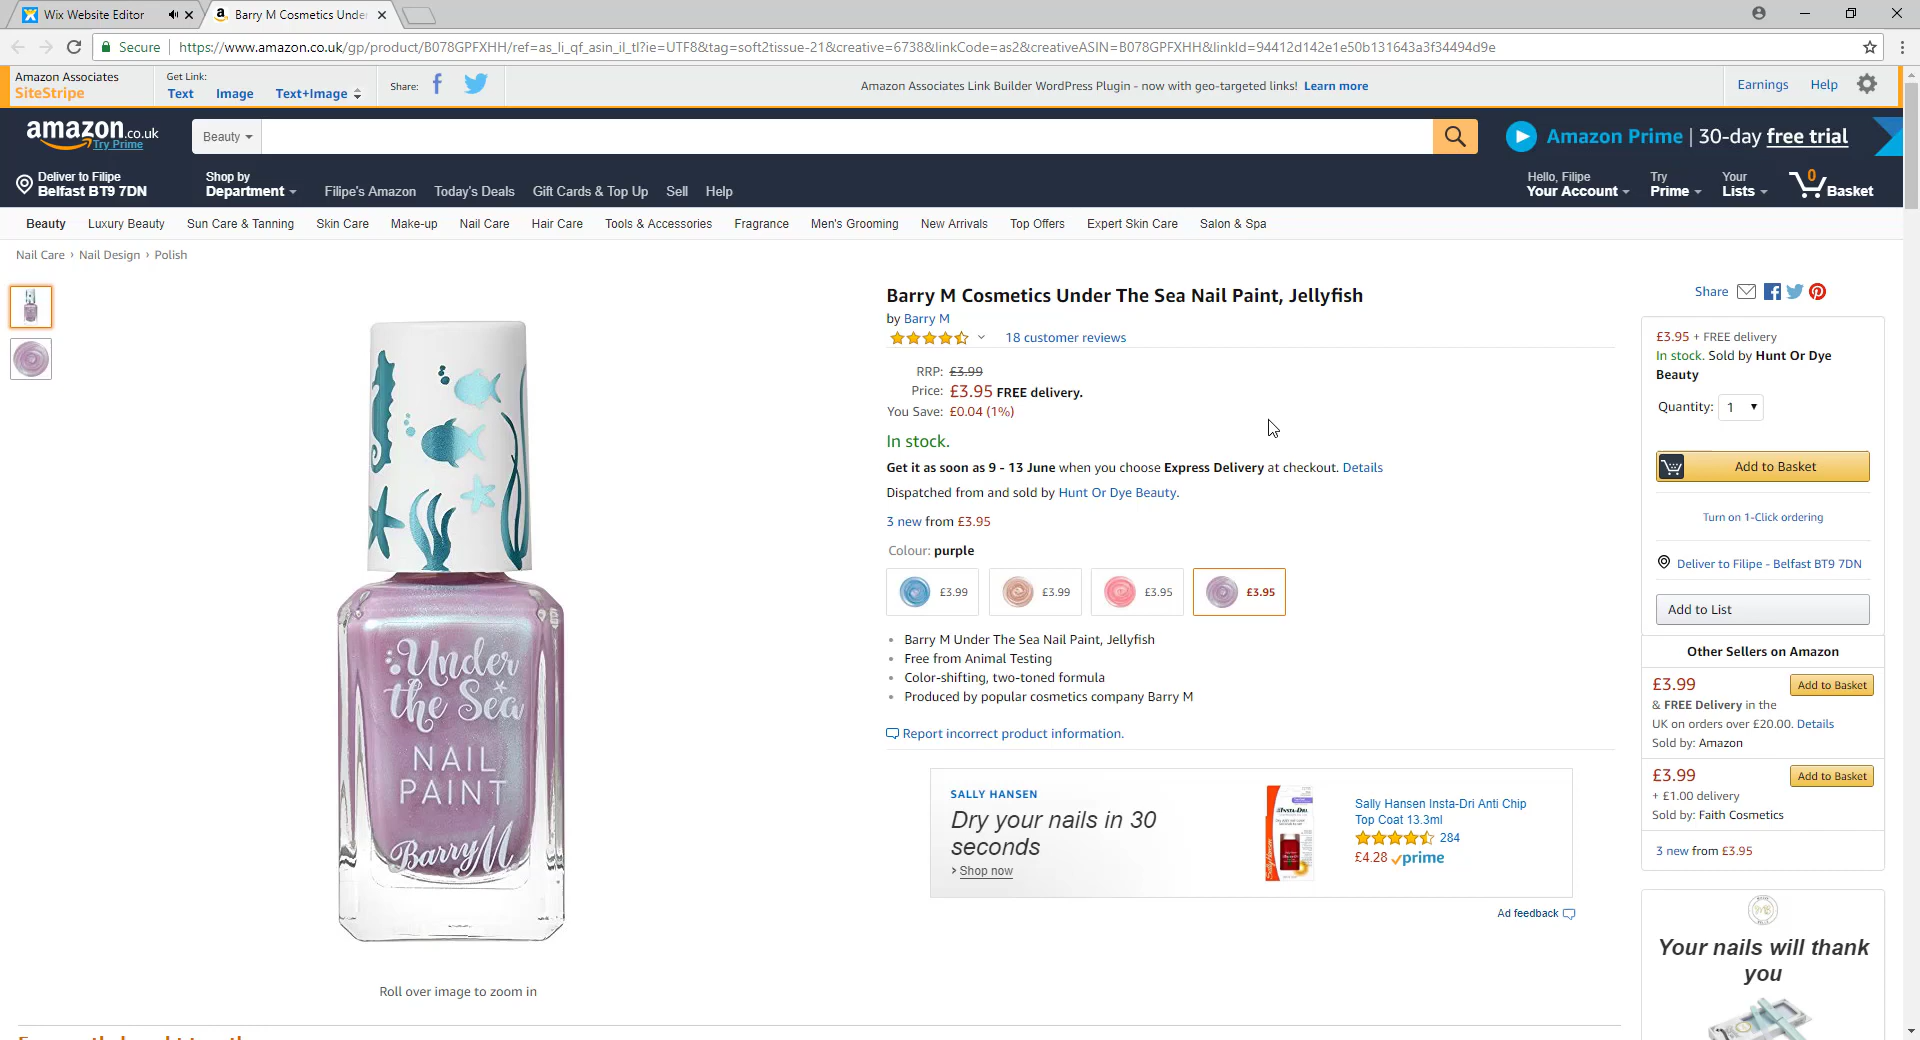 Wix Website Editor
Barry M Cosmetics Unde
Secure
https://www.amazon.co.uk/gp/product/B078GPFXHH/ref=as_li_qf_asin_il_tl?ie=UTF8&tag=soft2tissue-21&creative=6738&linkCode=as2&creativeASIN=B078GPFXHH&linkId=94412d142e1e50b131643a3f34494d9e
Amazon Associates
SiteStripe
Get Link:
Text Image Text+Image
Share:
Amazon Associates Link Builder WordPress Plugin - now with geo-targeted links! Learn more
Earnings Help
amazon.co.uk
Try Prime
Beauty
Amazon Prime | 30-day free trial
Deliver to Filipe
Belfast BT9 7DN
Shop by
Department
Filipe's Amazon Today's Deals Gift Cards & Top Up Sell Help
Hello, Filipe
Your Account
Try
Prime
Your
Lists
0
Basket
Beauty Luxury Beauty Sun Care & Tanning Skin Care Make-up Nail Care Hair Care Tools & Accessories Fragrance Men's Grooming New Arrivals Top Offers Expert Skin Care Salon & Spa
Nail Care › Nail Design › Polish
Under
the Sea
NAIL
PAINT
Barry M
Roll over image to zoom in
Barry M Cosmetics Under The Sea Nail Paint, Jellyfish
by Barry M
18 customer reviews
RRP: £3.99
Price: £3.95 FREE delivery.
You Save: £0.04 (1%)
In stock.
Get it as soon as 9 - 13 June when you choose Express Delivery at checkout. Details
Dispatched from and sold by Hunt Or Dye Beauty.
3 new from £3.95
Colour: purple
£3.99 £3.99 £3.95 £3.95
Barry M Under The Sea Nail Paint, Jellyfish
Free from Animal Testing
Color-shifting, two-toned formula
Produced by popular cosmetics company Barry M
Report incorrect product information.
SALLY HANSEN
Dry your nails in 30
seconds
› Shop now
INSTA-DRI
Sally Hansen Insta-Dri Anti Chip
Top Coat 13.3ml
284
£4.28 prime
Ad feedback
Share
£3.95 + FREE delivery
In stock. Sold by Hunt Or Dye
Beauty
Quantity: 1
Add to Basket
Turn on 1-Click ordering
Deliver to Filipe - Belfast BT9 7DN
Add to List
Other Sellers on Amazon
£3.99 Add to Basket
& FREE Delivery in the
UK on orders over £20.00. Details
Sold by: Amazon
£3.99 Add to Basket
+ £1.00 delivery
Sold by: Faith Cosmetics
3 new from £3.95
Your nails will thank
you